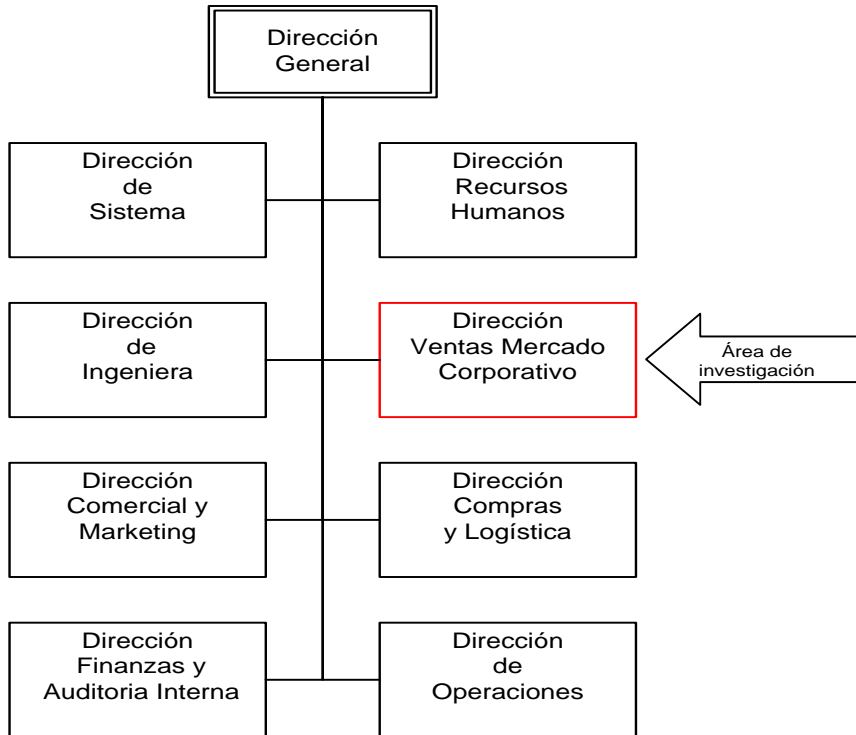 Dirección
General
Dirección
de
Sistema
Dirección
Recursos
Humanos
Dirección
de
Ingeniera
Dirección
Ventas Mercado
Corporativo
Área de
investigación
Dirección
Comercial y
Marketing
Dirección
Compras
y Logística
Dirección
Finanzas y
Auditoria Interna
Dirección
de
Operaciones